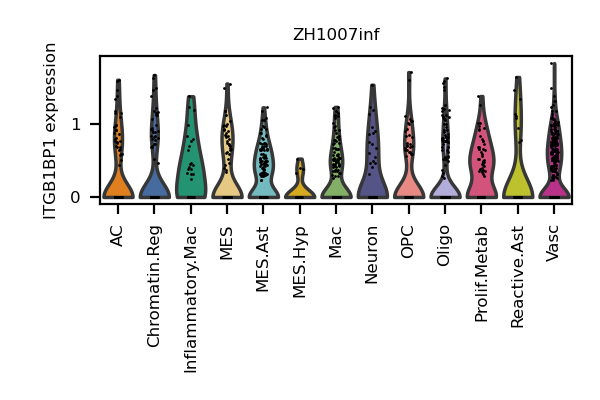 ZH1007inf
ITGB1BP1 expression
1
0
AC
Chromatin.Reg
Inflammatory.Mac
MES
MES.Ast
MES.Hyp
Mac
Neuron
OPC
Oligo
Prolif.Metab
Reactive.Ast
Vasc